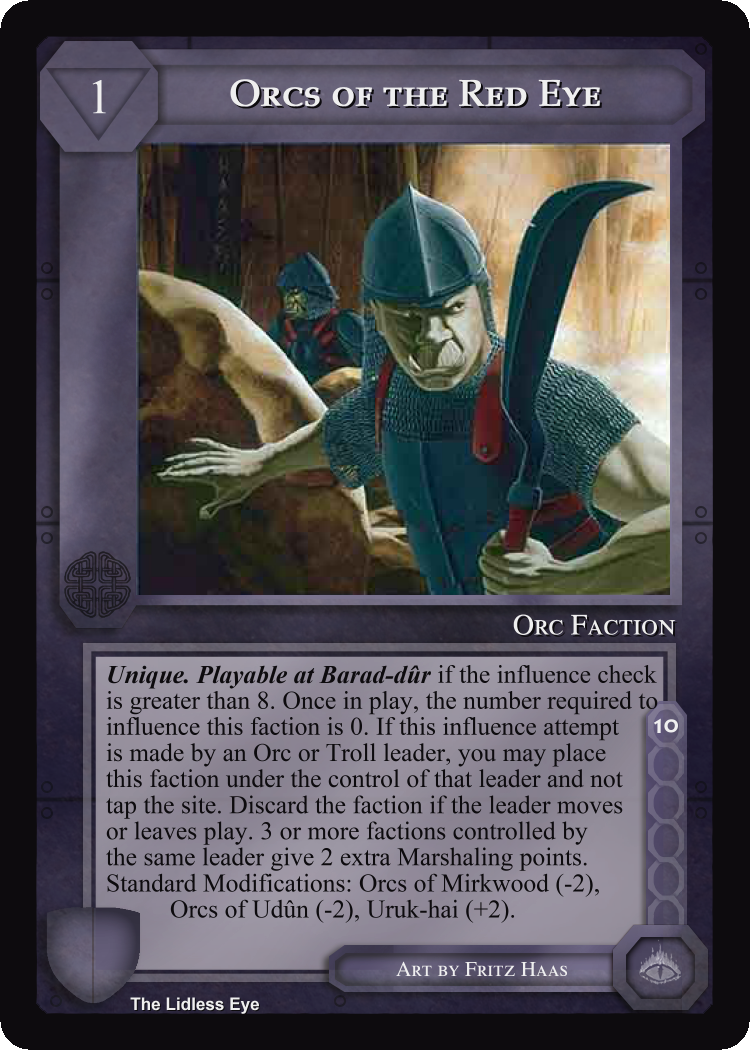 1
ORCS OF THE RED EYE
ORC FACTION
Unique. Playable at Barad-dûr if the influence check
is greater than 8. Once in play, the number required to
influence this faction is 0. If this influence attempt
is made by an Orc or Troll leader, you may place
this faction under the control of that leader and not
tap the site. Discard the faction if the leader moves
or leaves play. 3 or more factions controlled by
the same leader give 2 extra Marshaling points.
Standard Modifications: Orcs of Mirkwood (-2),
Orcs of Udûn (-2), Uruk-hai (+2).
10
ART BY FRITZ HAAS
The Lidless Eye